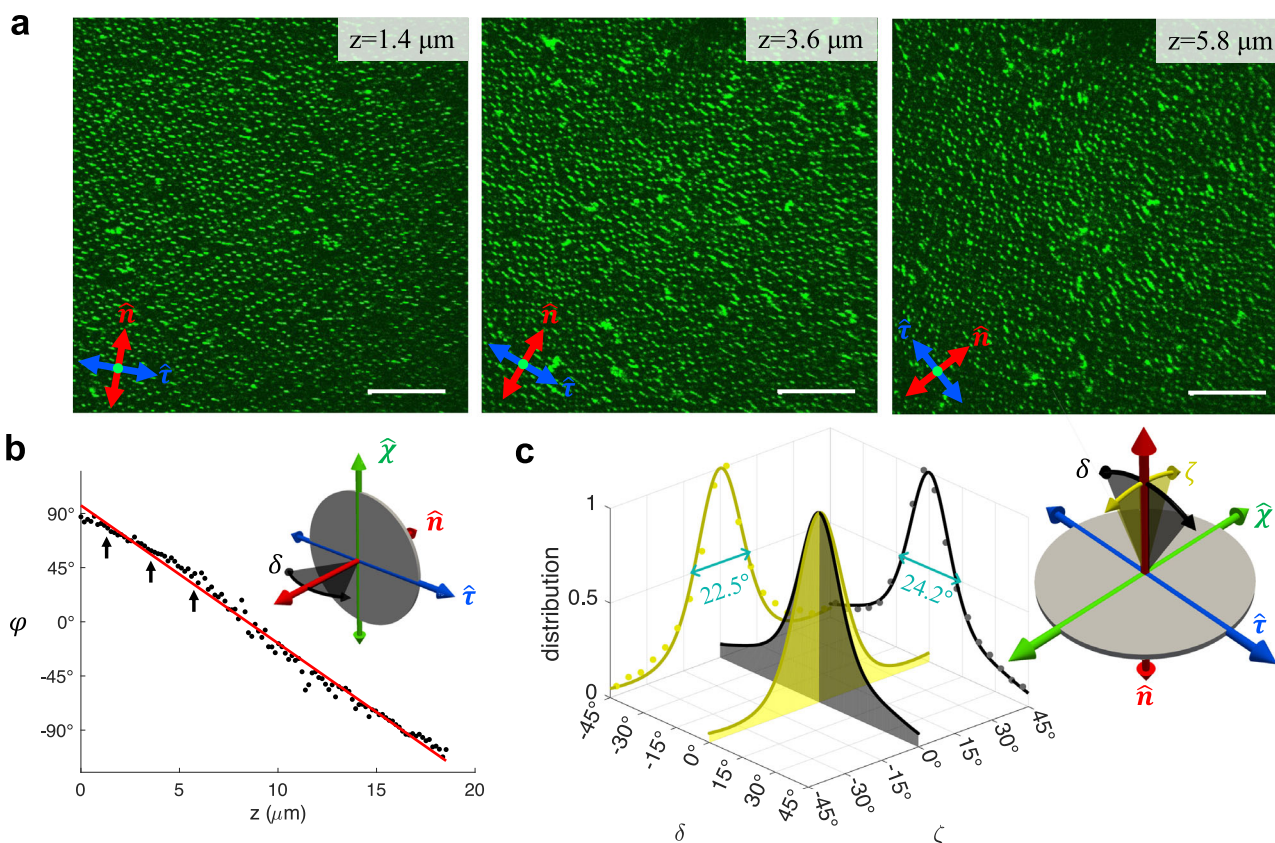 a
z=1.4 μm
z=3.6 μm
z=5.8 μm
n̂
τ̂
n̂
τ̂
τ̂
n̂
b
φ
90°
45°
0°
-45°
-90°
0
5
10
15
20
z (μm)
χ̂
n̂
δ
τ̂
c
distribution
1
0.5
0
22.5°
24.2°
-45°
-30°
-15°
0°
15°
30°
45°
δ
-45°
-30°
-15°
0°
15°
30°
45°
ζ
δ
ζ
χ̂
τ̂
n̂